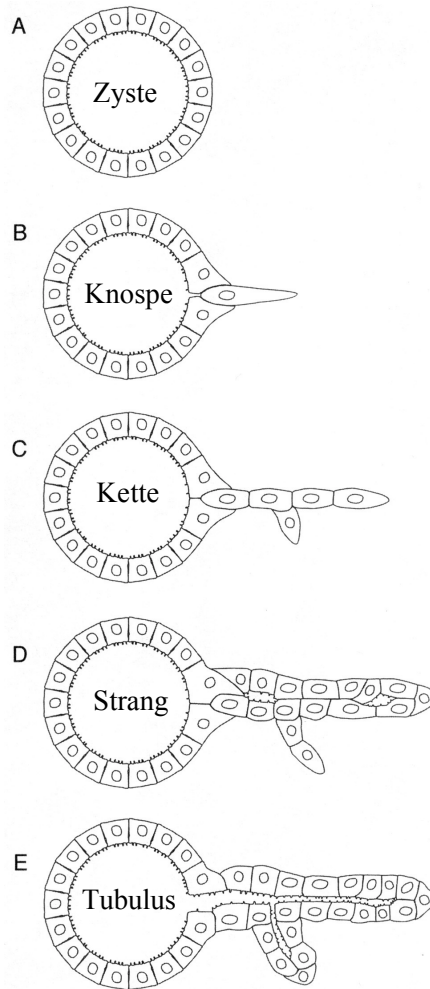 A
Zyste
B
Knospe
C
Kette
D
Strang
E
Tubulus